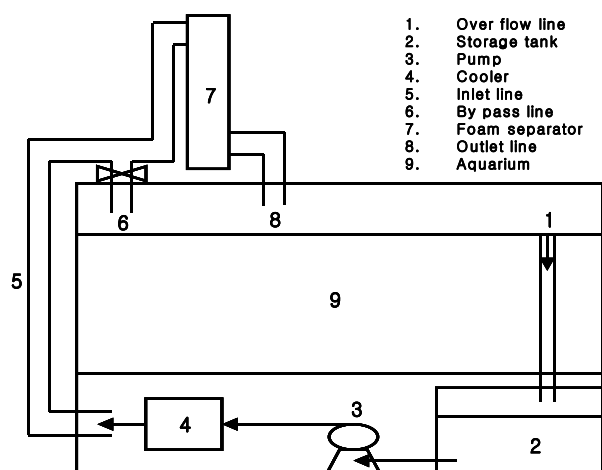 1. Over flow line
2. Storage tank
3. Pump
4. Cooler
5. Inlet line
6. By pass line
7. Foam separator
8. Outlet line
9. Aquarium
7
6
8
1
5
9
3
4
2